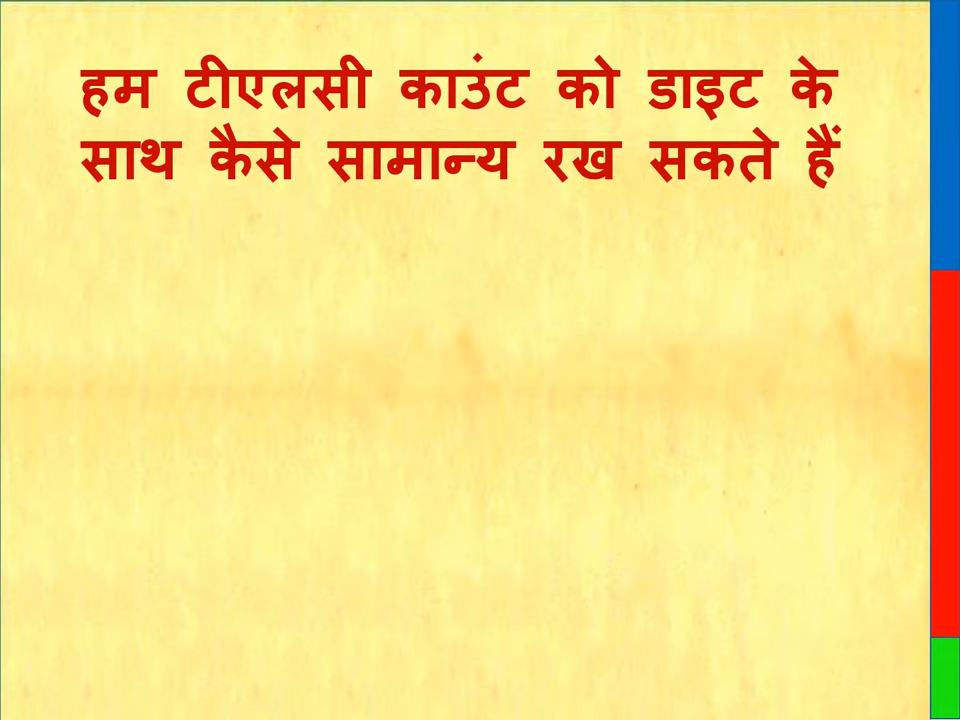 हम टीएलसी काउंट को डाइट के
साथ कैसे सामान्य रख सकते हैं